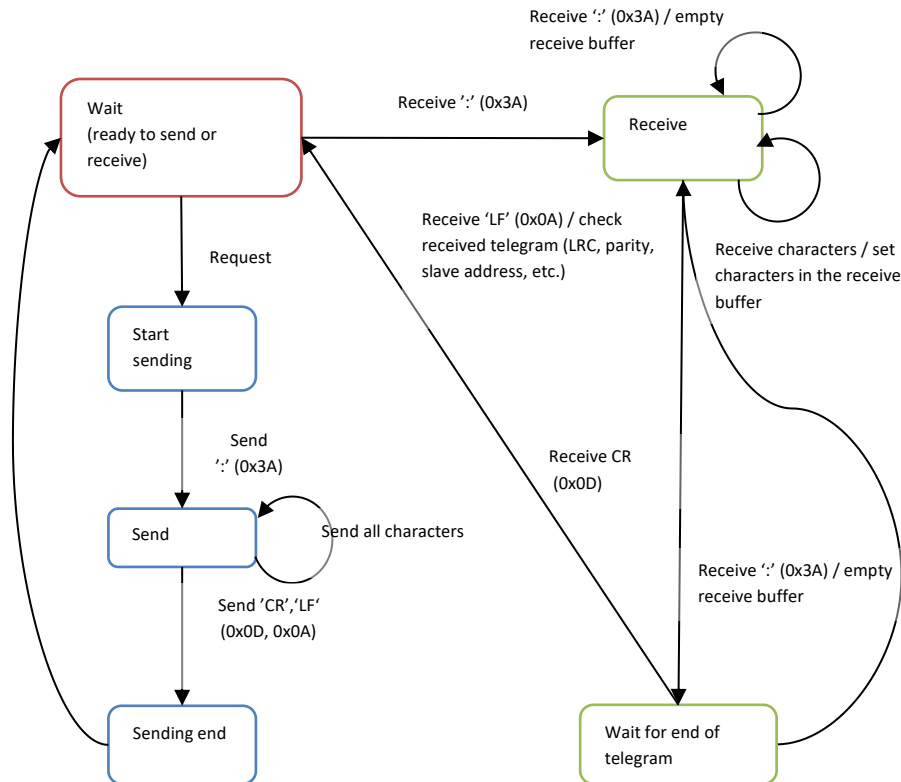 Receive ‘:’ (0x3A) / empty
receive buffer
Wait
(ready to send or
receive)
Receive ’:’ (0x3A)
Receive
Receive ‘LF’ (0x0A) / check
received telegram (LRC, parity,
slave address, etc.)
Receive characters / set
characters in the receive
buffer
Request
Start
sending
Send
’:’ (0x3A)
Receive CR
(0x0D)
Send
Send all characters
Send ’CR’,‘LF‘
(0x0D, 0x0A)
Receive ‘:’ (0x3A) / empty
receive buffer
Sending end
Wait for end of
telegram